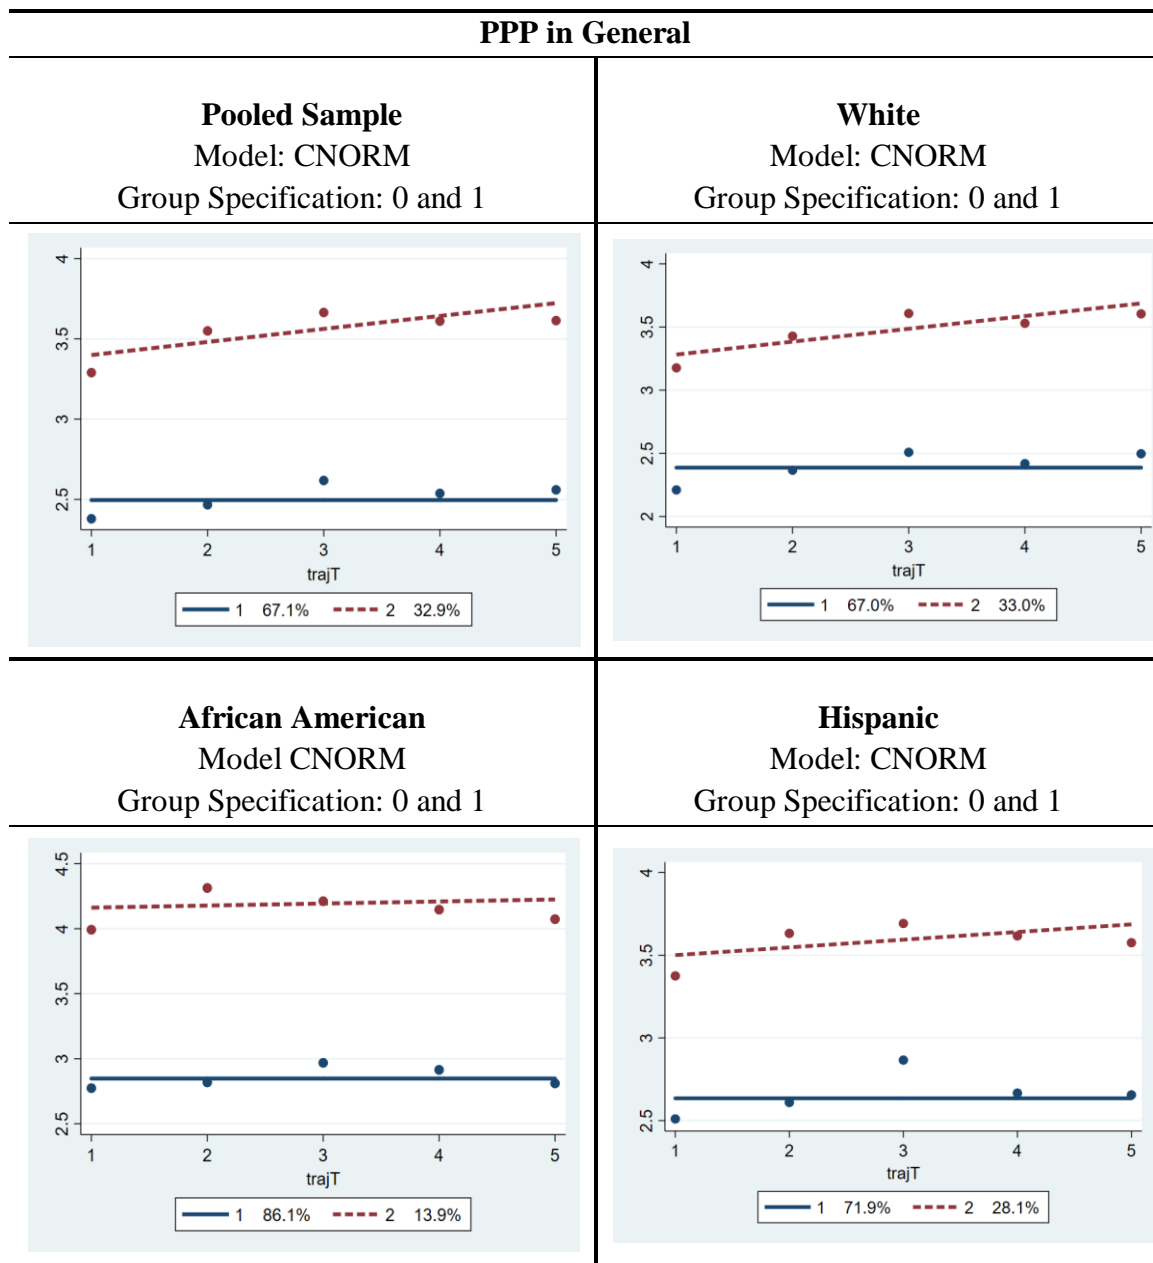 PPP in General
Pooled Sample
Model: CNORM
Group Specification: 0 and 1
White
Model: CNORM
Group Specification: 0 and 1
4
3.5
3
2.5
1 2 3 4 5
trajT
1 67.1% 2 32.9%
4
3.5
3
2.5
2
1 2 3 4 5
trajT
1 67.0% 2 33.0%
African American
Model CNORM
Group Specification: 0 and 1
Hispanic
Model: CNORM
Group Specification: 0 and 1
4.5
4
3.5
3
2.5
1 2 3 4 5
trajT
1 86.1% 2 13.9%
4
3.5
3
2.5
1 2 3 4 5
trajT
1 71.9% 2 28.1%